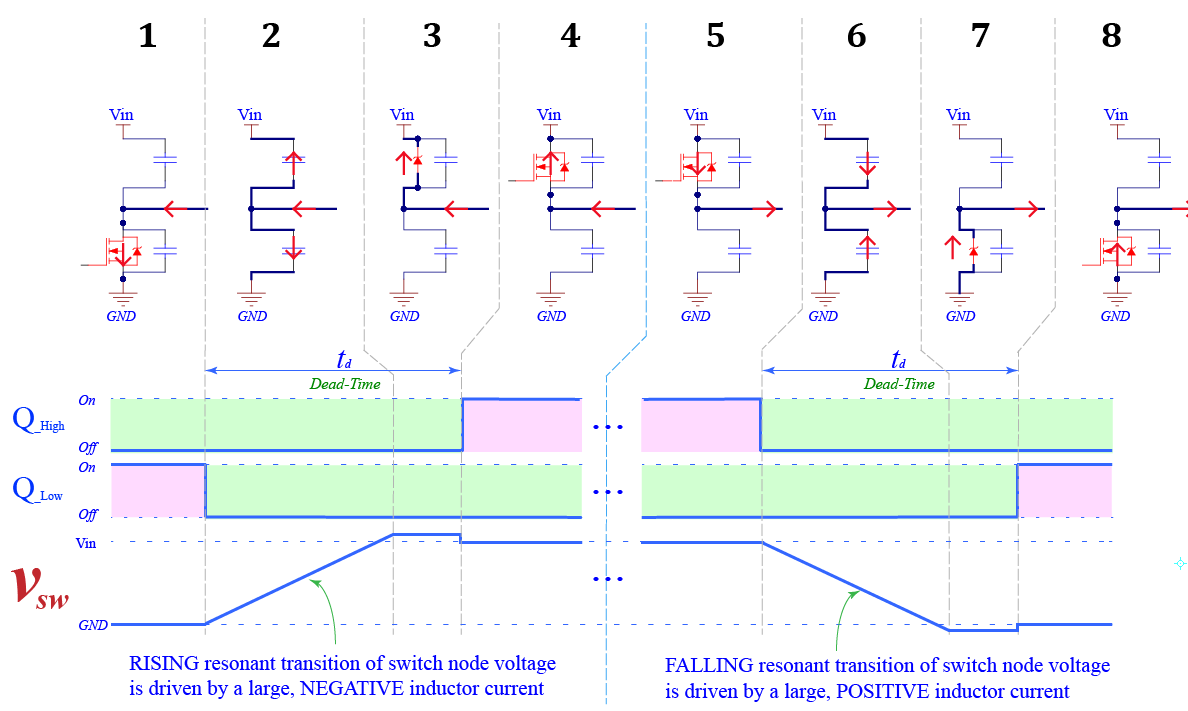 1 2 3 4 5 6 7 8
Vin Vin Vin Vin Vin Vin Vin Vin
GND GND GND GND GND GND GND GND
td td
Dead-Time Dead-Time
On
Q_High
Off
On
Q_Low
Off
Vin
vsw
GND
... ...
...
RISING resonant transition of switch node voltage
is driven by a large, NEGATIVE inductor current
FALLING resonant transition of switch node voltage
is driven by a large, POSITIVE inductor current